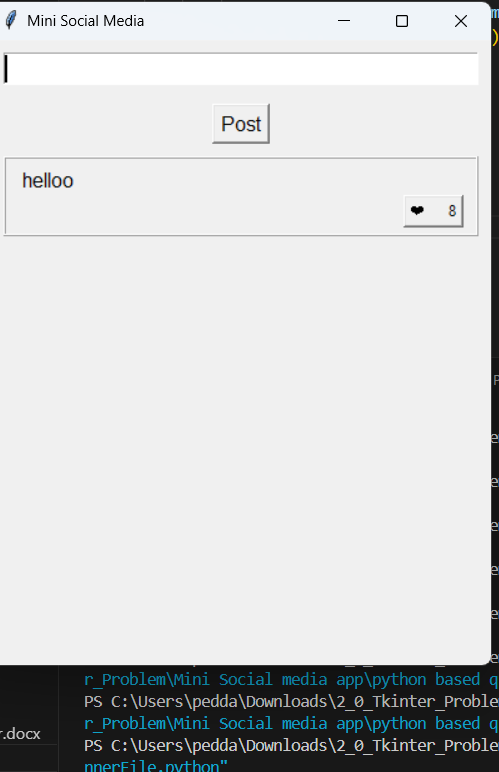 Mini Social Media
Post
helloo
❤ 8
r_Problem\Mini Social media app\python based q
PS C:\Users\pedda\Downloads\2_0_Tkinter_Proble
r_Problem\Mini Social media app\python based q
r.docx
PS C:\Users\pedda\Downloads\2_0_Tkinter_Proble
nnerFile.python"